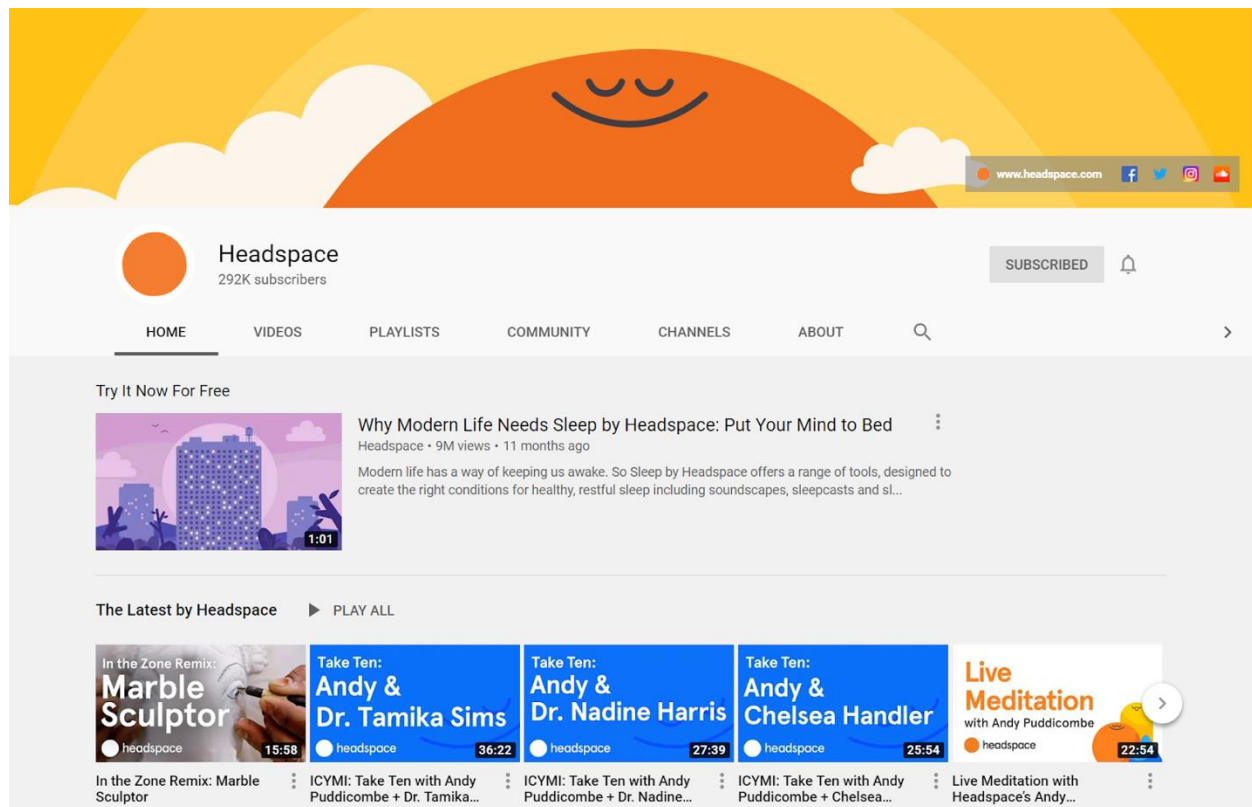 www.headspace.com
Headspace
292K subscribers
SUBSCRIBED
HOME VIDEOS PLAYLISTS COMMUNITY CHANNELS ABOUT
Try It Now For Free
1:01
Why Modern Life Needs Sleep by Headspace: Put Your Mind to Bed
Headspace • 9M views • 11 months ago
Modern life has a way of keeping us awake. So Sleep by Headspace offers a range of tools, designed to
create the right conditions for healthy, restful sleep including soundscapes, sleepcasts and sl...
The Latest by Headspace PLAY ALL
In the Zone Remix:
Marble
Sculptor
headspace
15:58
In the Zone Remix: Marble
Sculptor
Take Ten:
Andy &
Dr. Tamika Sims
headspace
36:22
ICYMI: Take Ten with Andy
Puddicombe + Dr. Tamika...
Take Ten:
Andy &
Dr. Nadine Harris
headspace
27:39
ICYMI: Take Ten with Andy
Puddicombe + Dr. Nadine...
Take Ten:
Andy &
Chelsea Handler
headspace
25:54
ICYMI: Take Ten with Andy
Puddicombe + Chelsea...
Live
Meditation
with Andy Puddicombe
headspace
22:54
Live Meditation with
Headspace's Andy...